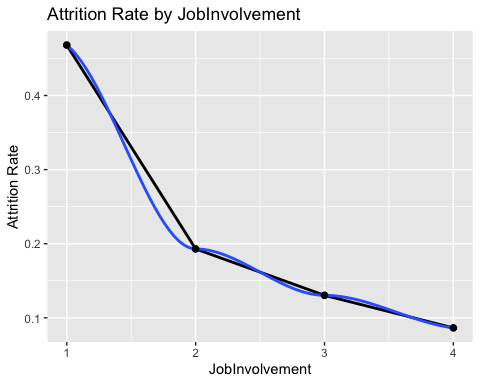 Attrition Rate by JobInvolvement
Attrition Rate
0.4
0.3
0.2
0.1
1 2 3 4
JobInvolvement